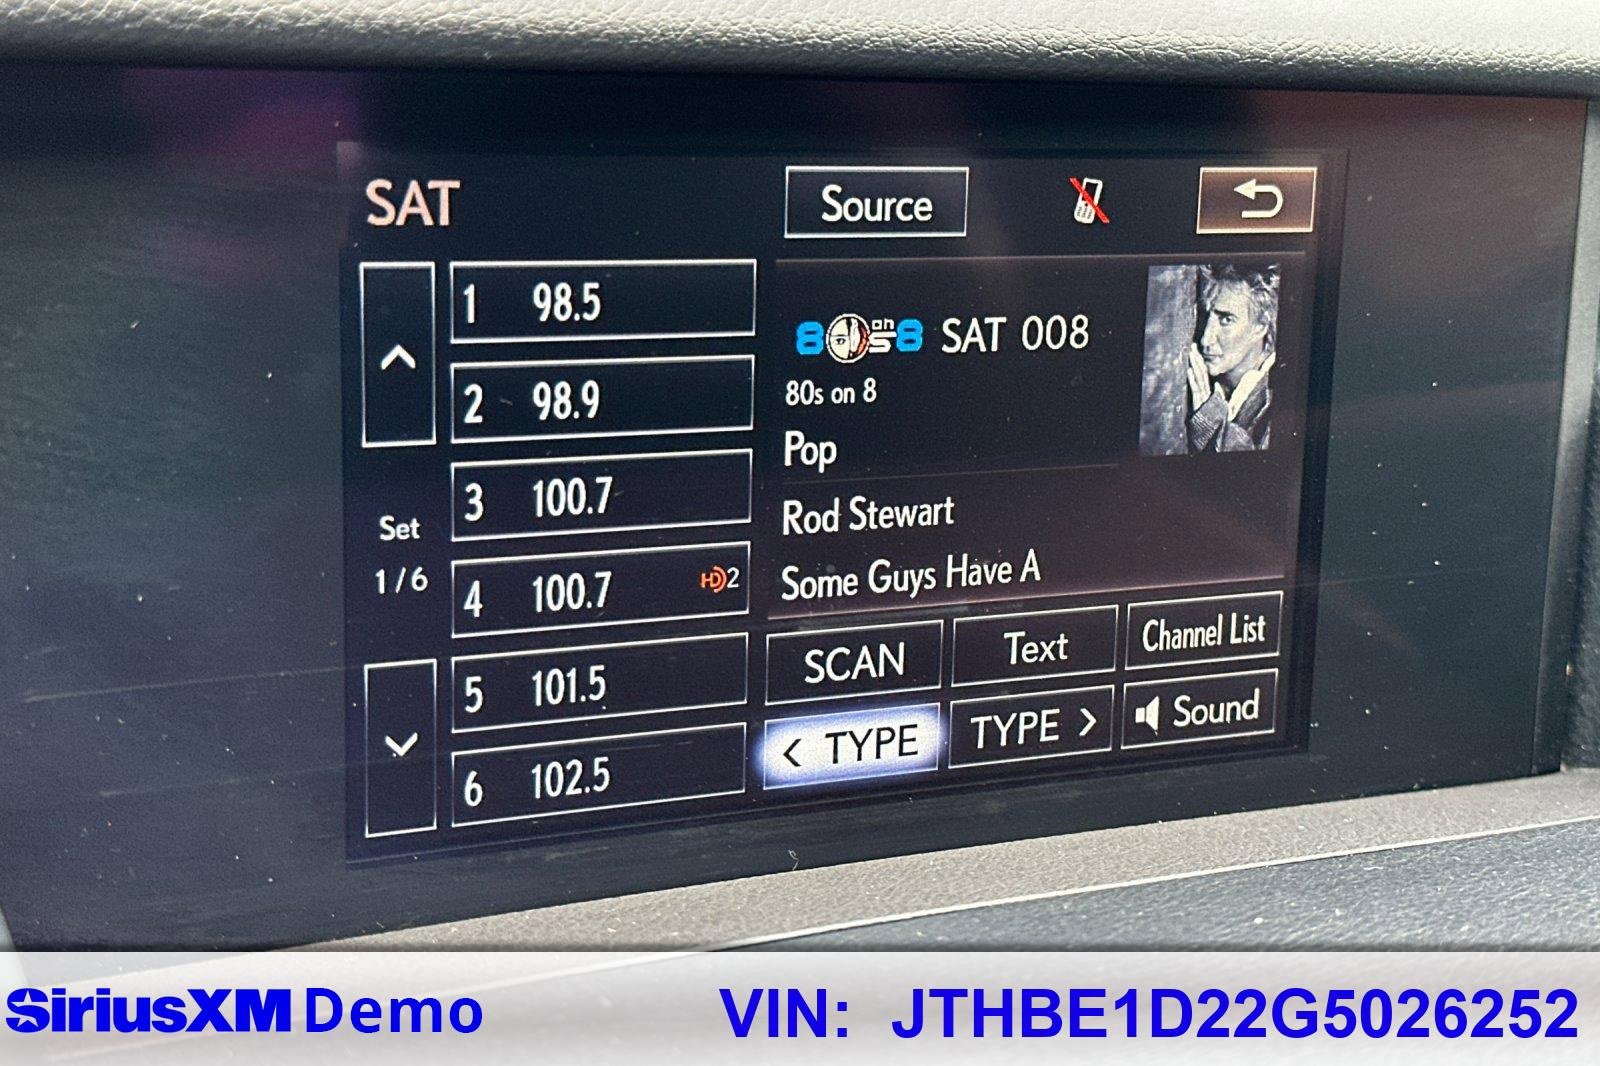 SAT
Source
1 98.5
2 98.9
3 100.7
4 100.7 HD2
5 101.5
6 102.5
Set
1/6
80s on 8 SAT 008
80s on 8
Pop
Rod Stewart
Some Guys Have A
SCAN
Text
Channel List
< TYPE
TYPE >
Sound
SiriusXM Demo
VIN: JTHBE1D22G5026252